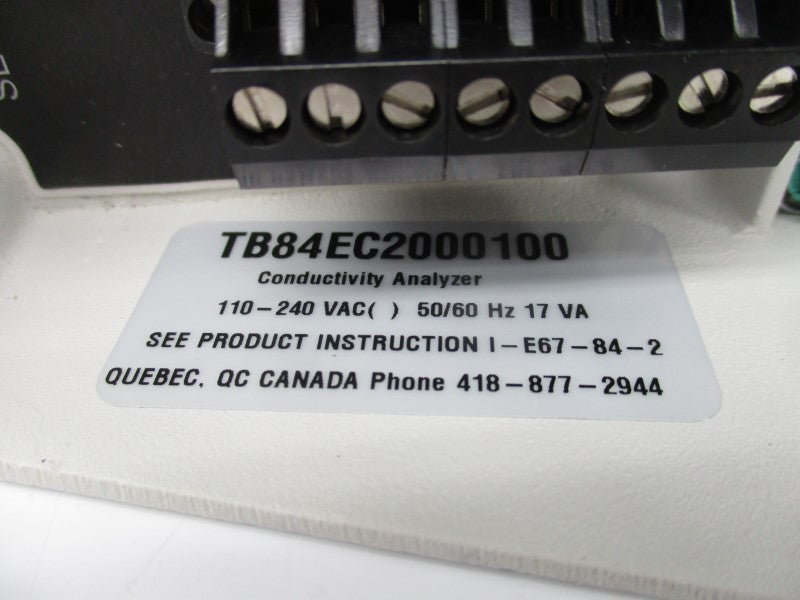 TB84EC2000100
Conductivity Analyzer
110-240 VAC( ) 50/60 Hz 17 VA
SEE PRODUCT INSTRUCTION I-E67-84-2
QUEBEC, QC CANADA Phone 418-877-2944